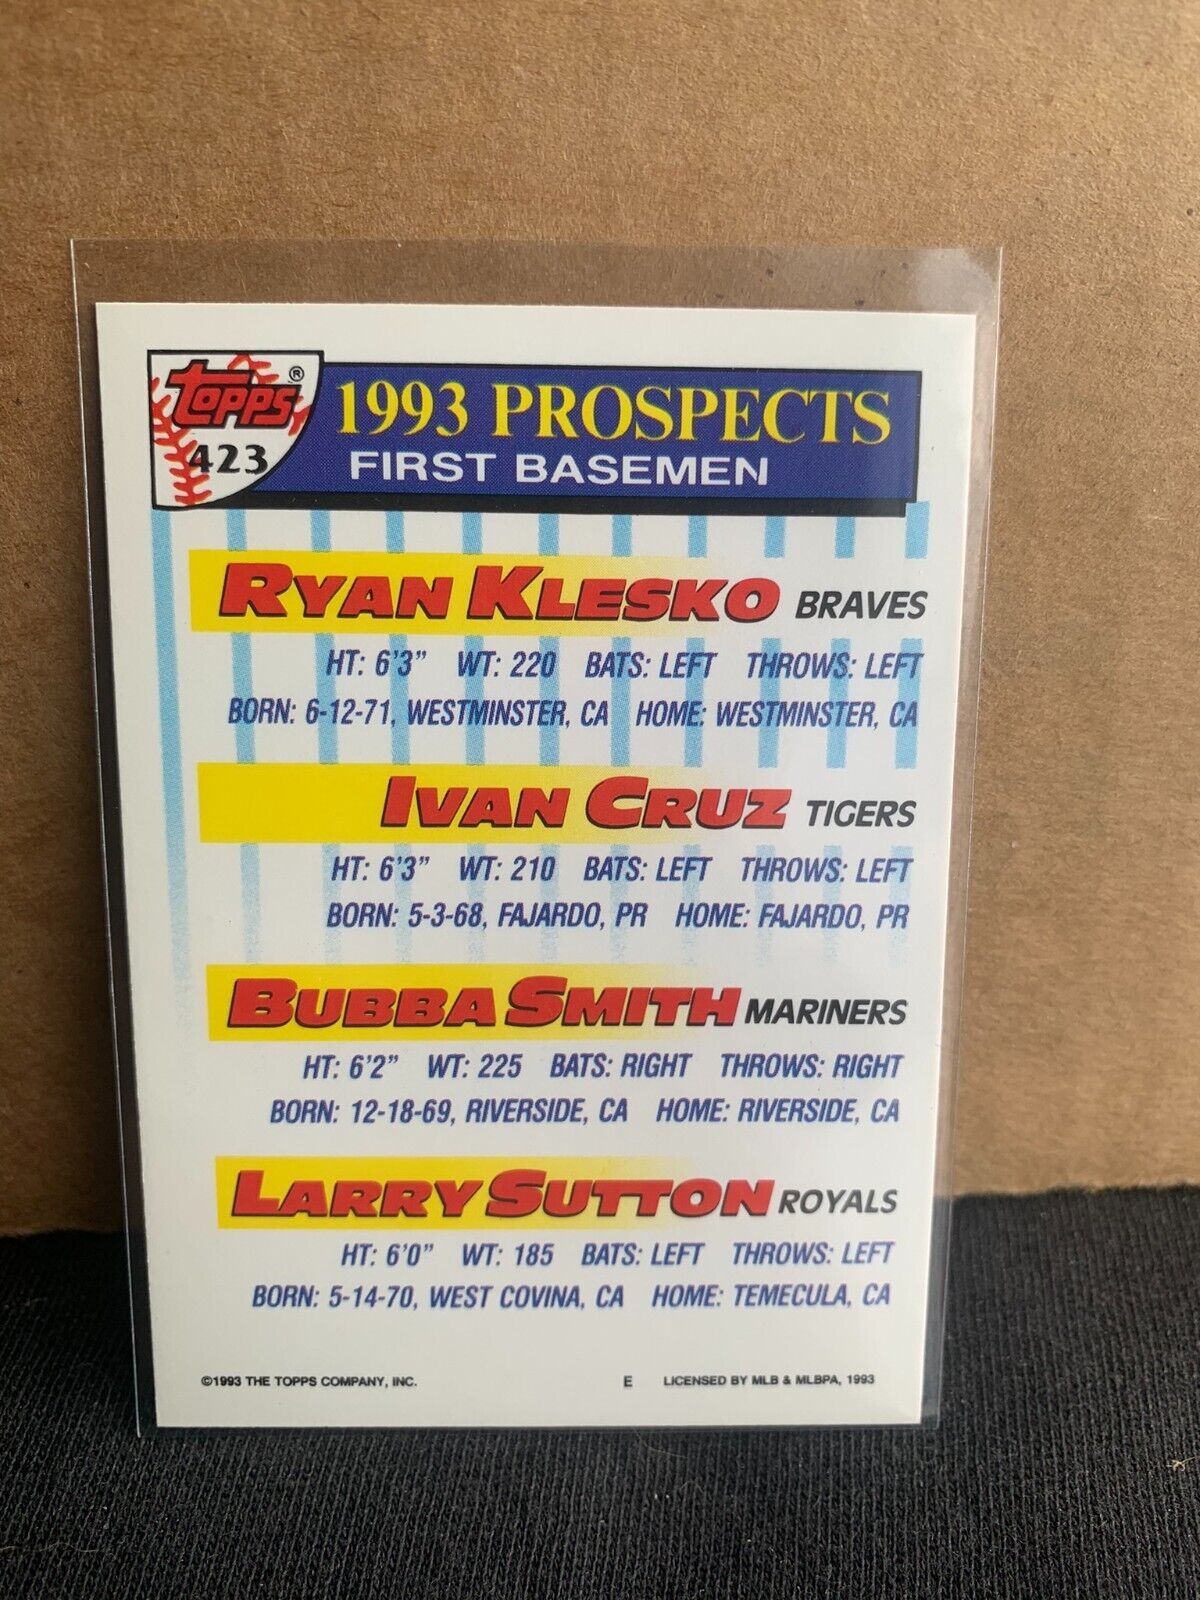 TOPPS®
423
1993 PROSPECTS
FIRST BASEMEN
RYAN KLESKO BRAVES
HT: 6'3" WT: 220 BATS: LEFT THROWS: LEFT
BORN: 6-12-71, WESTMINSTER, CA HOME: WESTMINSTER, CA
IVAN CRUZ TIGERS
HT: 6'3" WT: 210 BATS: LEFT THROWS: LEFT
BORN: 5-3-68, FAJARDO, PR HOME: FAJARDO, PR
BUBBA SMITH MARINERS
HT: 6'2" WT: 225 BATS: RIGHT THROWS: RIGHT
BORN: 12-18-69, RIVERSIDE, CA HOME: RIVERSIDE, CA
LARRY SUTTON ROYALS
HT: 6'0" WT: 185 BATS: LEFT THROWS: LEFT
BORN: 5-14-70, WEST COVINA, CA HOME: TEMECULA, CA
©1993 THE TOPPS COMPANY, INC. E LICENSED BY MLB & MLBPA, 1993